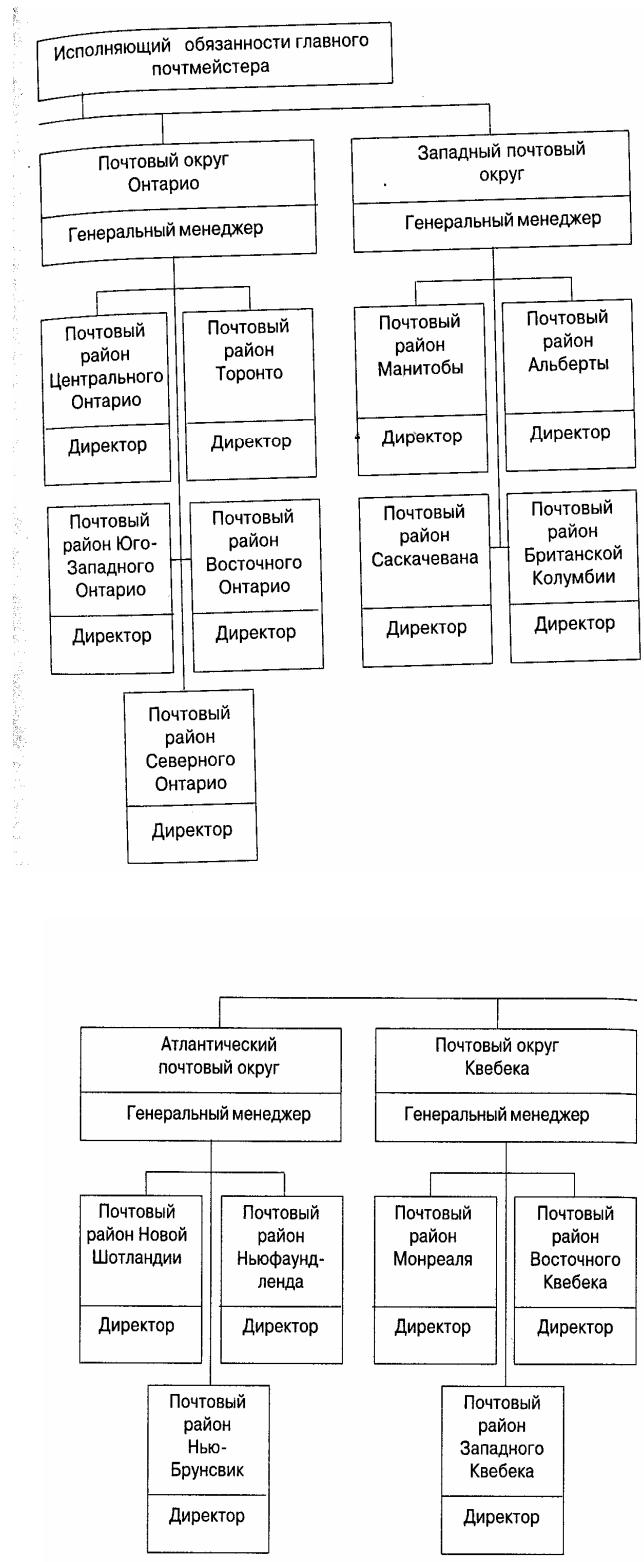 Исполняющий обязанности главного
почтмейстера
Почтовый округ
Онтарио
Генеральный менеджер
Западный почтовый
округ
Генеральный менеджер
Почтовый
район
Центрального
Онтарио
Директор
Почтовый
район
Торонто
Директор
Почтовый
район
Манитобы
Директор
Почтовый
район
Альберты
Директор
Почтовый
район Юго-
Западного
Онтарио
Директор
Почтовый
район
Восточного
Онтарио
Директор
Почтовый
район
Саскачевана
Директор
Почтовый
район
Британской
Колумбии
Директор
Почтовый
район
Северного
Онтарио
Директор
Атлантический
почтовый округ
Генеральный менеджер
Почтовый округ
Квебека
Генеральный менеджер
Почтовый
район Новой
Шотландии
Директор
Почтовый
район
Ньюфаунд-
ленда
Директор
Почтовый
район
Монреаля
Директор
Почтовый
район
Восточного
Квебека
Директор
Почтовый
район
Нью-
Брунсвик
Директор
Почтовый
район
Западного
Квебека
Директор